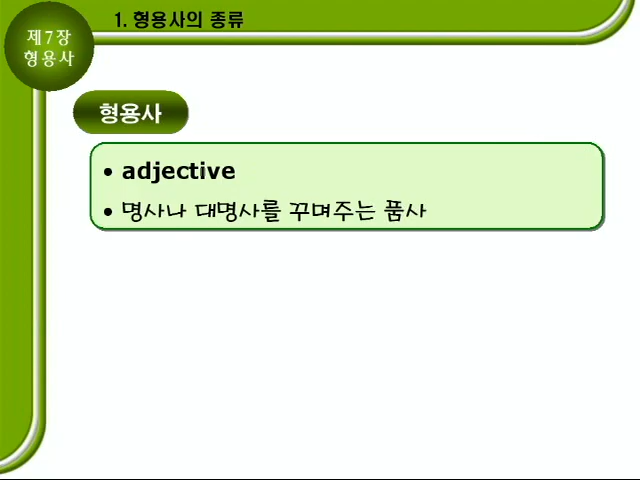 1. 형용사의 종류
제7장
형용사
형용사
• adjective
• 명사나 대명사를 꾸며주는 품사